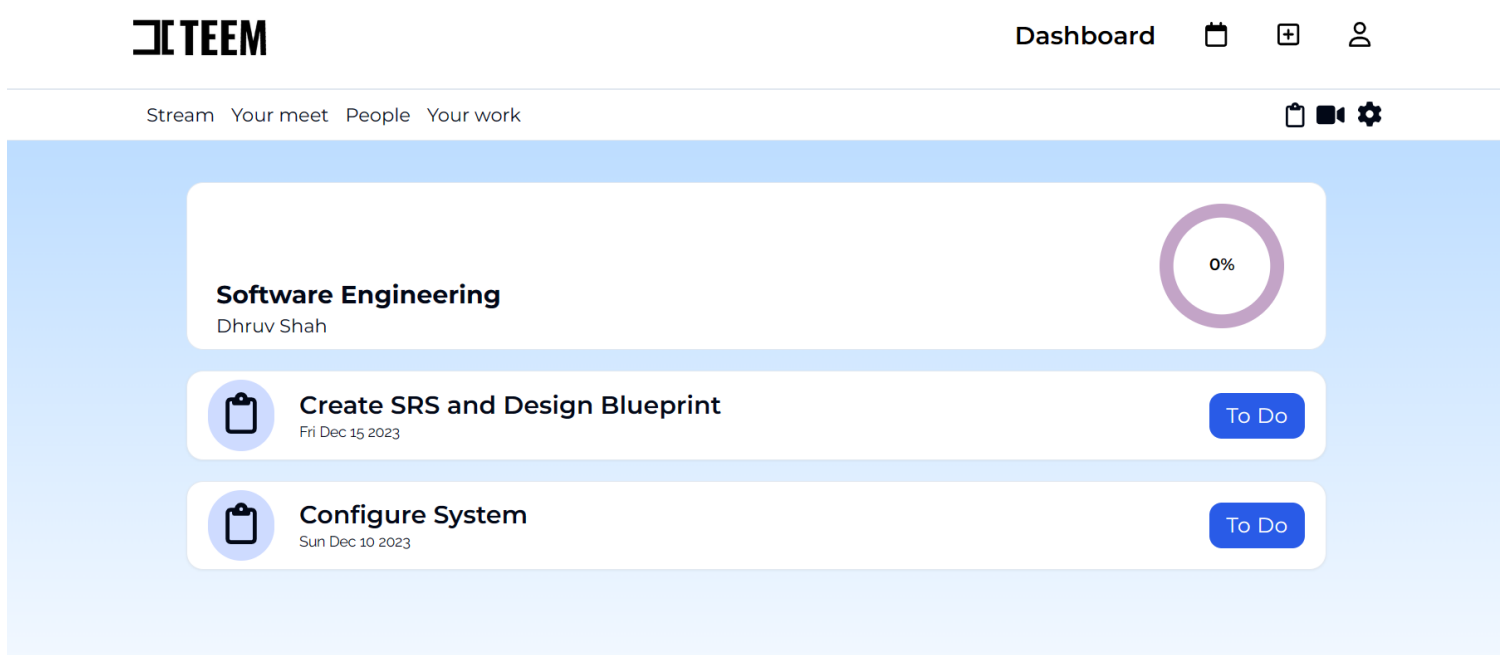 TEEM
Dashboard
Stream Your meet People Your work
0%
Software Engineering
Dhruv Shah
Create SRS and Design Blueprint
Fri Dec 15 2023
To Do
Configure System
Sun Dec 10 2023
To Do